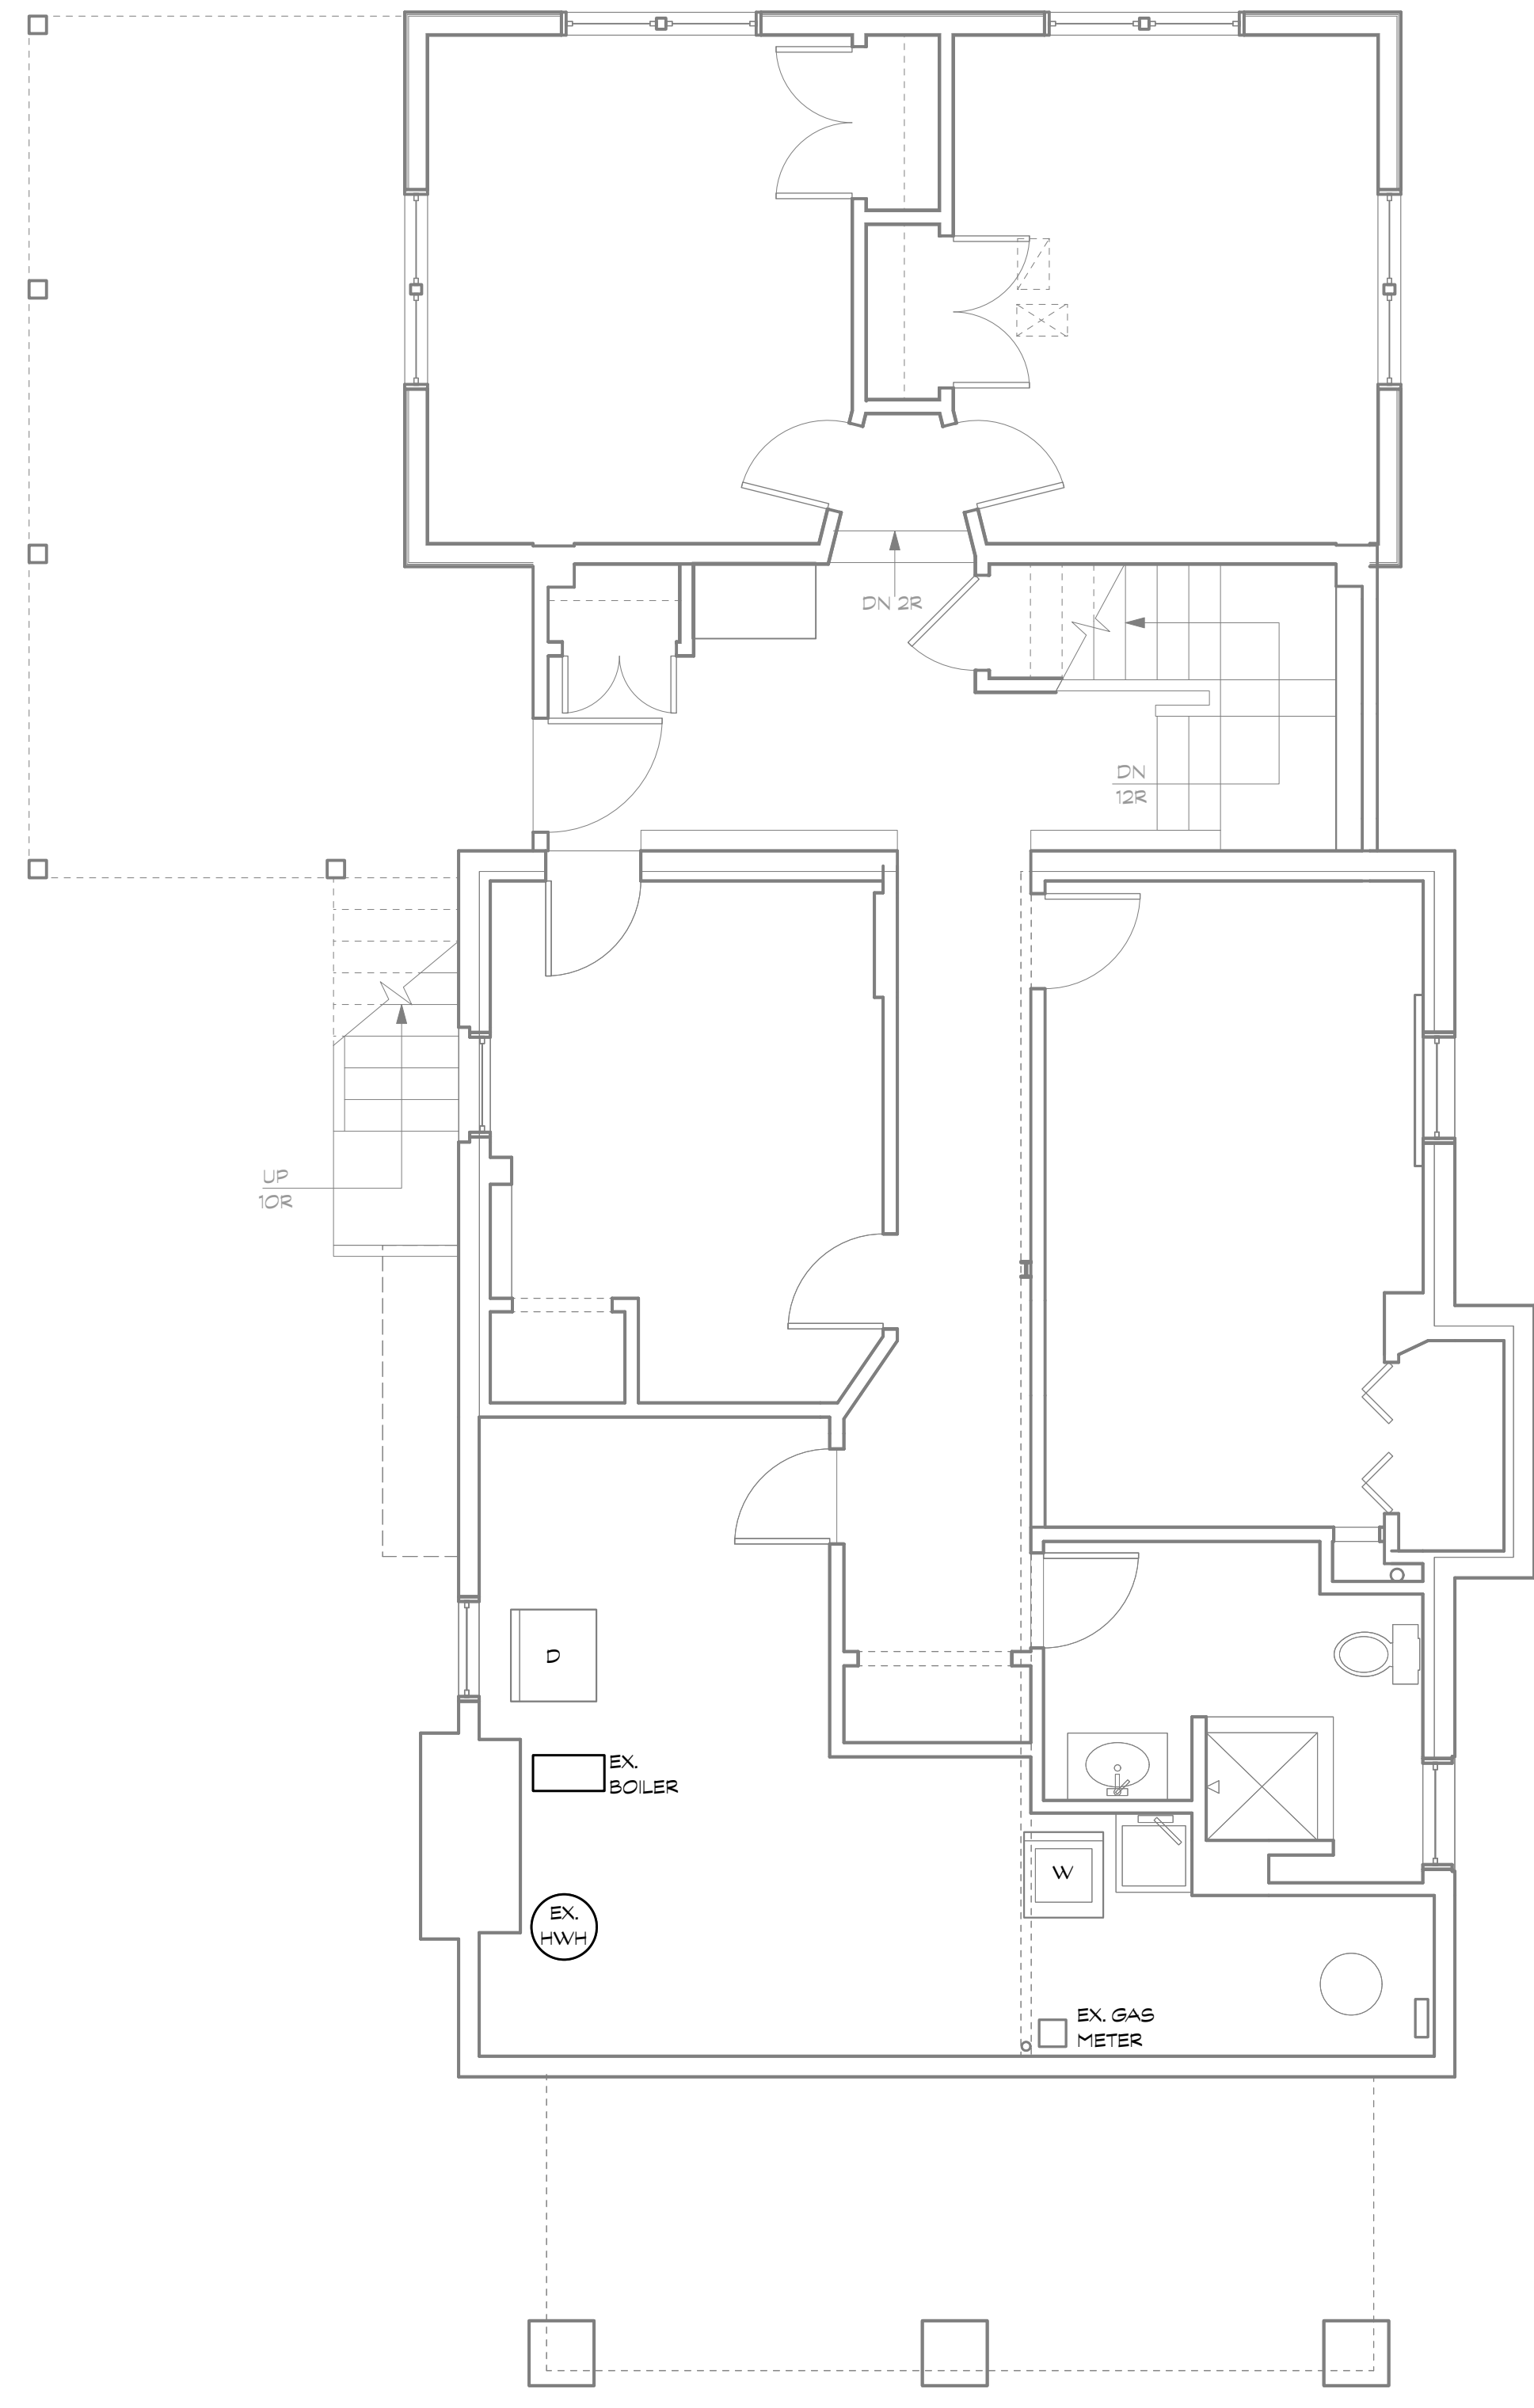 DN 2R
DN
12R
UP
10R
D
EX.
BOILER
W
EX.
HWH
EX. GAS
METER